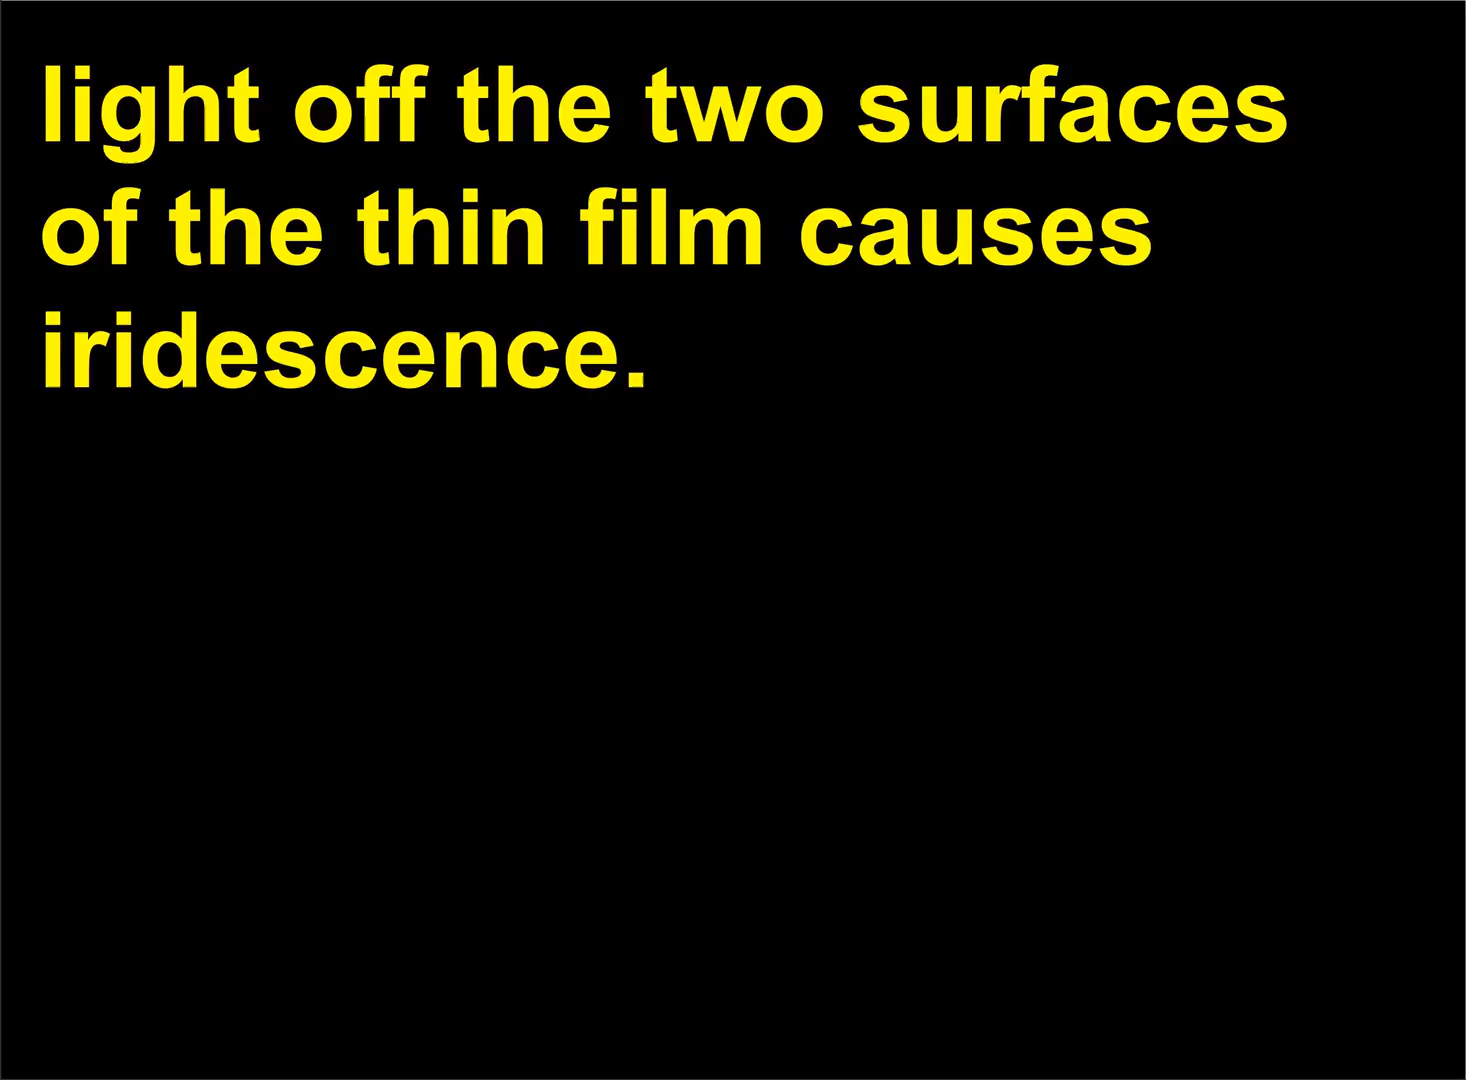 light off the two surfaces
of the thin film causes
iridescence.